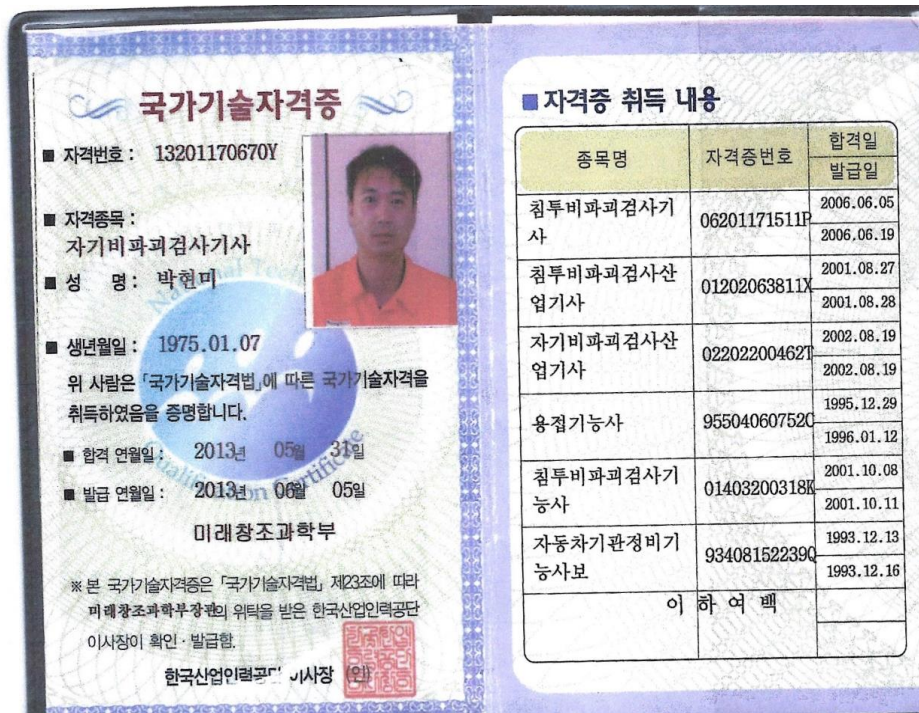 국가기술자격증
■ 자격번호 : 13201170670Y
■ 자격종목 :
자기비파괴검사기사
■ 성 명 : 박현미
■ 생년월일 : 1975.01.07
위 사람은 「국가기술자격법」에 따른 국가기술자격을
취득하였음을 증명합니다.
■ 합격 연월일 : 2013년 05월 31일
■ 발급 연월일 : 2013년 06월 05일
미래창조과학부
※ 본 국가기술자격증은 「국가기술자격법」 제23조에 따라
미래창조과학부장관의 위탁을 받은 한국산업인력공단
이사장이 확인 · 발급함.
한국산업인력공단 이사장 (인)
■ 자격증 취득 내용
종목명 자격증번호 합격일
발급일
침투비파괴검사기 06201171511P 2006.06.05
사 2006.06.19
침투비파괴검사산 01202063811X 2001.08.27
업기사 2001.08.28
자기비파괴검사산 02202200462T 2002.08.19
업기사 2002.08.19
용접기능사 95504060752C 1995.12.29
1996.01.12
침투비파괴검사기 01403200318K 2001.10.08
능사 2001.10.11
자동차기관정비기 93408152239Q 1993.12.13
능사보 1993.12.16
이 하 여 백